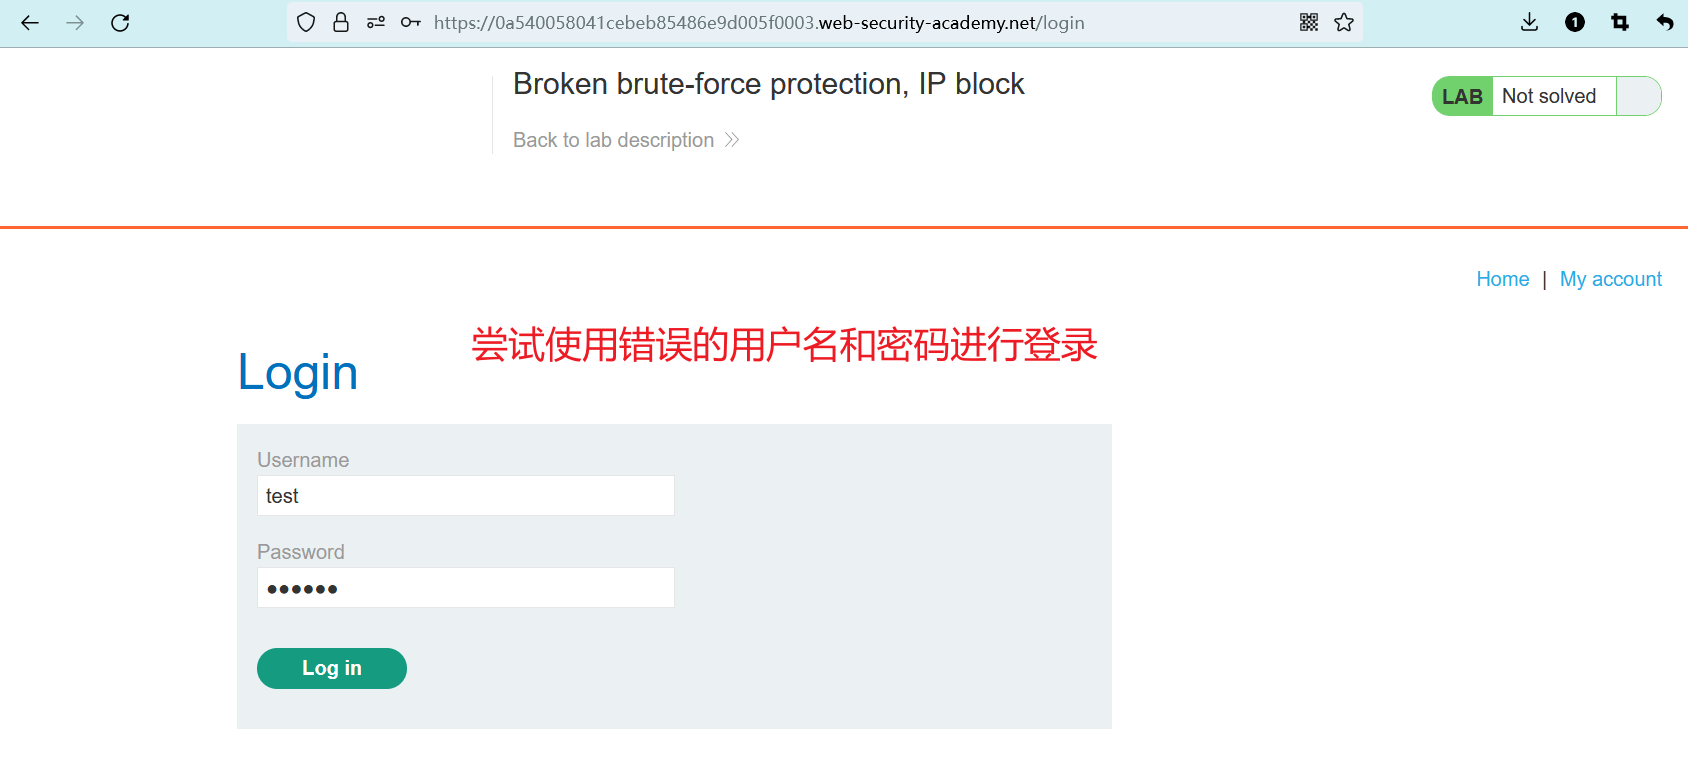 https://0a540058041cebeb85486e9d005f0003.web-security-academy.net/login
1
Broken brute-force protection, IP block
LAB Not solved
Back to lab description
Home | My account
尝试使用错误的用户名和密码进行登录
Login
Username
test
Password
Log in